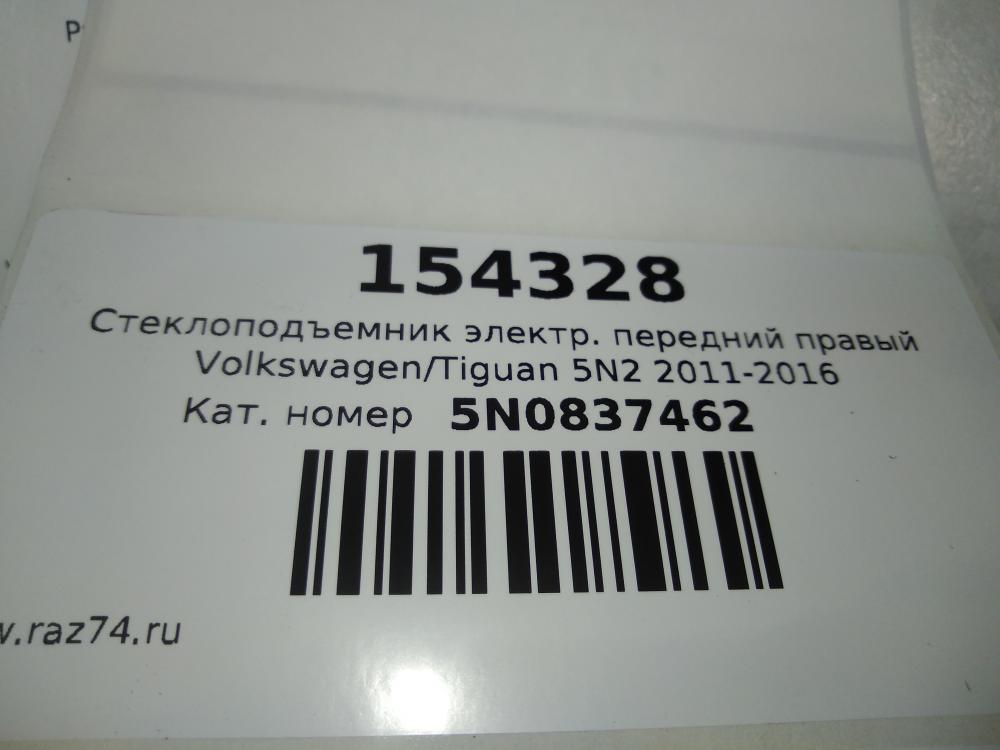 Р
154328
Стеклоподъемник электр. передний правый
Volkswagen/Tiguan 5N2 2011-2016
Кат. номер 5N0837462
.raz74.ru